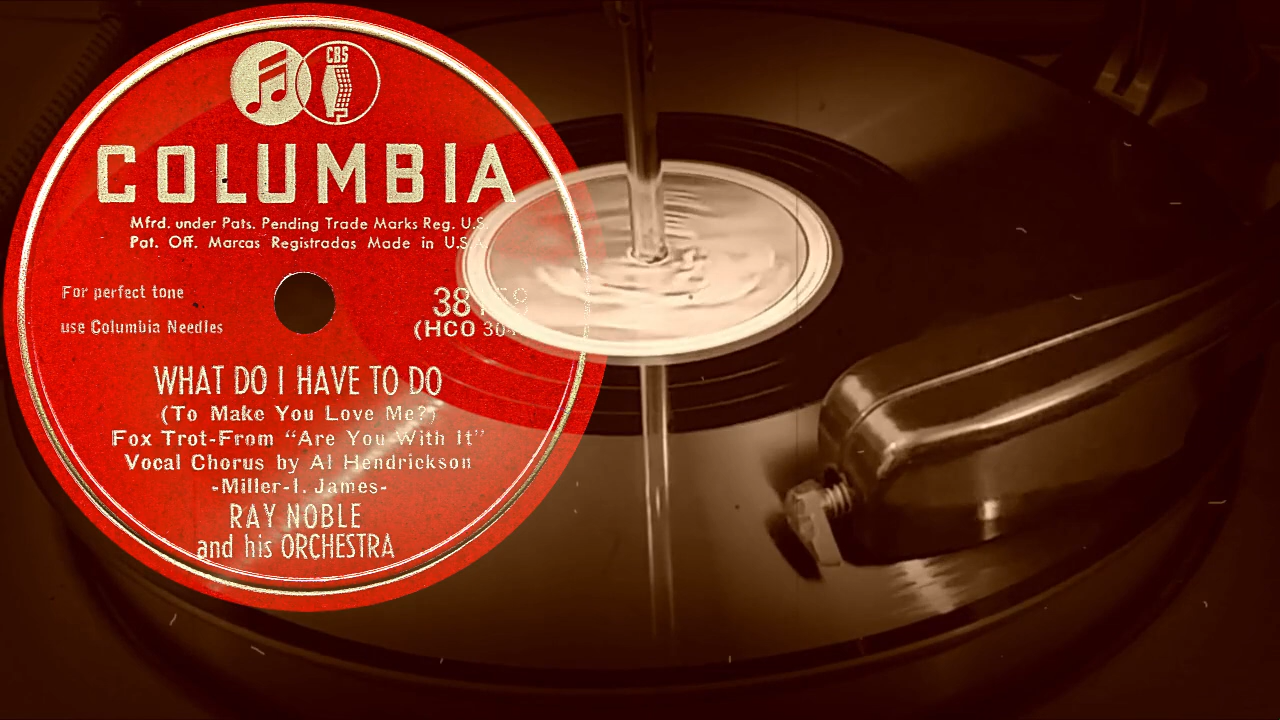 CBS
COLUMBIA
Mfrd. under Pats. Pending Trade Marks Reg. U.S.
Pat. Off. Marcas Registradas Made in U.S.A.
For perfect tone
use Columbia Needles
(HCO
WHAT DO I HAVE TO DO
(To Make You Love Me?)
Fox Trot-From “Are You With It”
Vocal Chorus by Al Hendrickson
-Miller-I. James-
RAY NOBLE
and his ORCHESTRA